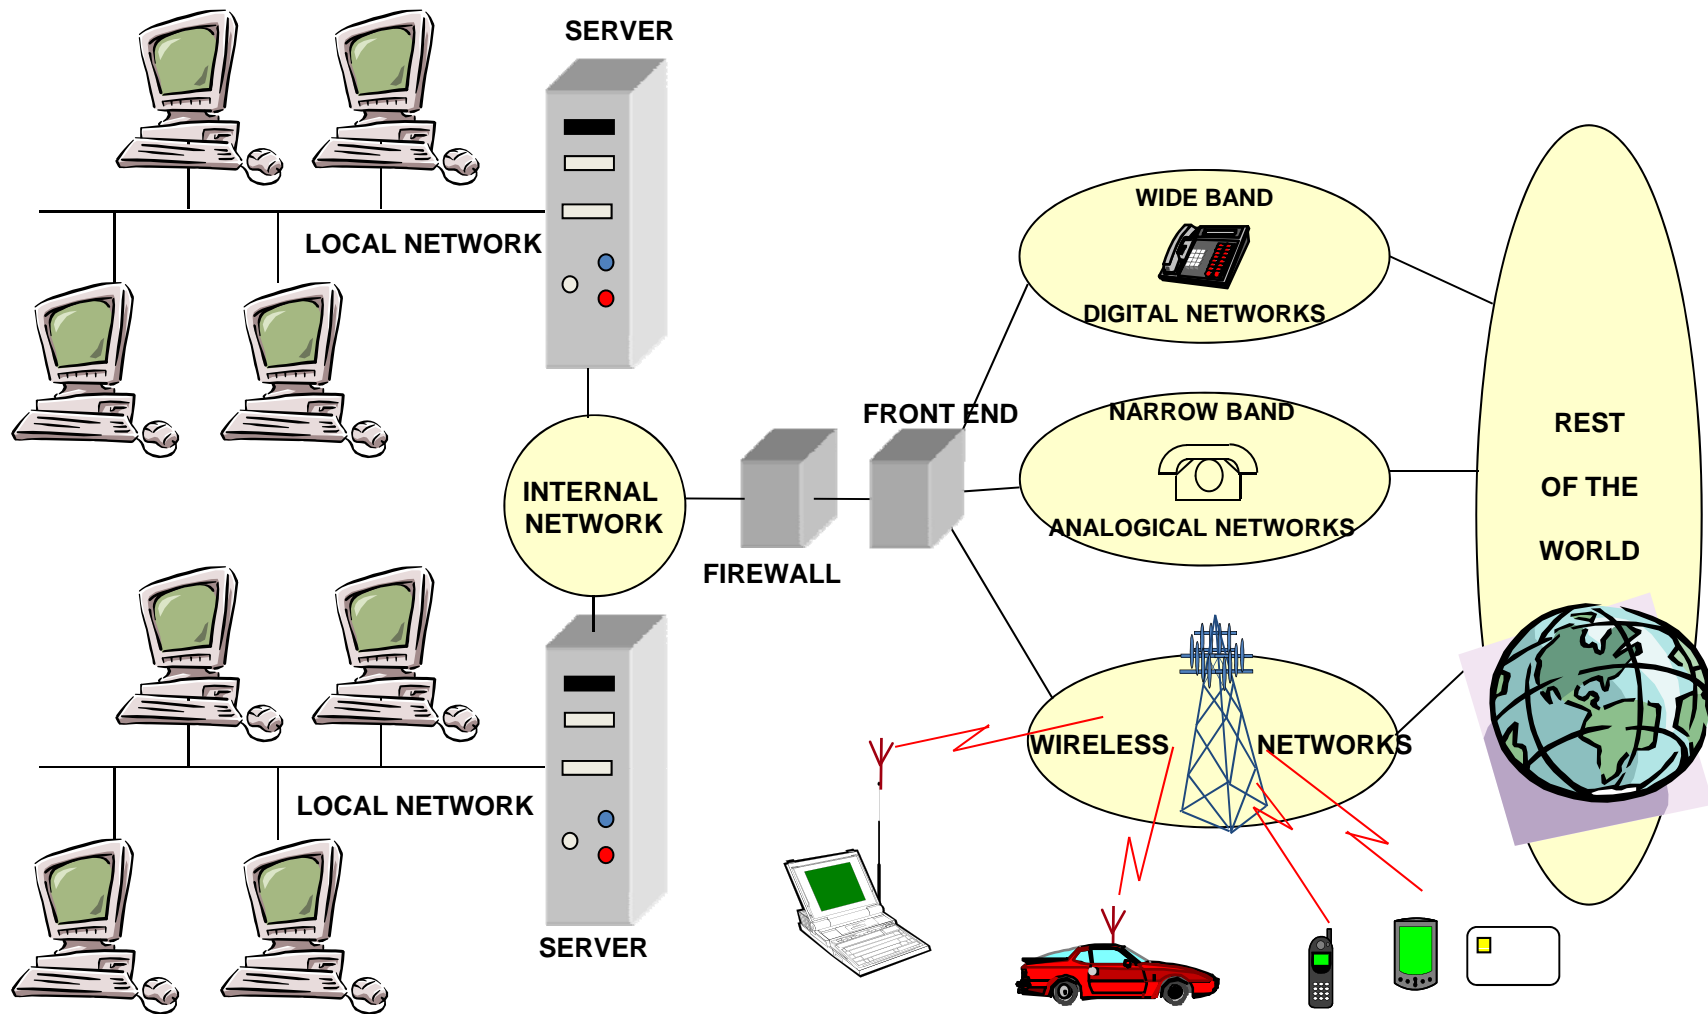 SERVER
LOCAL NETWORK
INTERNAL
NETWORK
FIREWALL
FRONT END
WIDE BAND
DIGITAL NETWORKS
NARROW BAND
ANALOGICAL NETWORKS
WIRELESS NETWORKS
REST
OF THE
WORLD
LOCAL NETWORK
SERVER